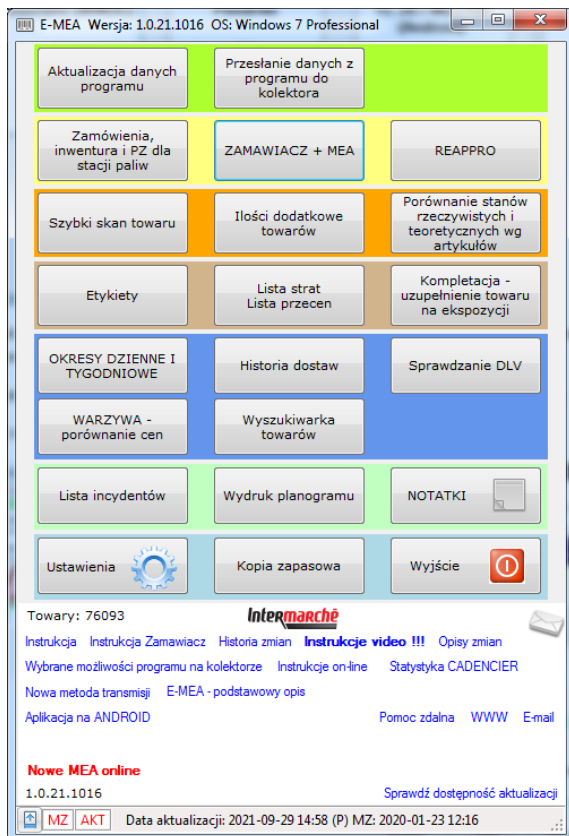 E-MEA Wersja: 1.0.21.1016 OS: Windows 7 Professional
Aktualizacja danych programu
Przesłanie danych z programu do kolektora
Zamówienia, inwentura i PZ dla stacji paliw
ZAMAWIACZ + MEA
REAPPRO
Szybki skan towaru
Ilości dodatkowe towarów
Porównanie stanów rzeczywistych i teoretycznych wg artykułów
Etykiety
Lista strat
Lista przecen
Kompletacja - uzupełnienie towaru na ekspozycji
OKRESY DZIENNE I TYGODNIOWE
Historia dostaw
Sprawdzanie DLV
WARZYWA - porównanie cen
Wyszukiwarka towarów
Lista incydentów
Wydruk planogramu
NOTATKI
Ustawienia
Kopia zapasowa
Wyjście
Towary: 76093
Intermarchē
Instrukcja Instrukcja Zamawiacz Historia zmian Instrukcje video !!! Opisy zmian
Wybrane możliwości programu na kolektorze Instrukcje on-line Statystyka CADENCIER
Nowa metoda transmisji E-MEA - podstawowy opis
Aplikacja na ANDROID Pomoc zdalna WWW E-mail
Nowe MEA online
1.0.21.1016 Sprawdź dostępność aktualizacji
MZ AKT Data aktualizacji: 2021-09-29 14:58 (P) MZ: 2020-01-23 12:16